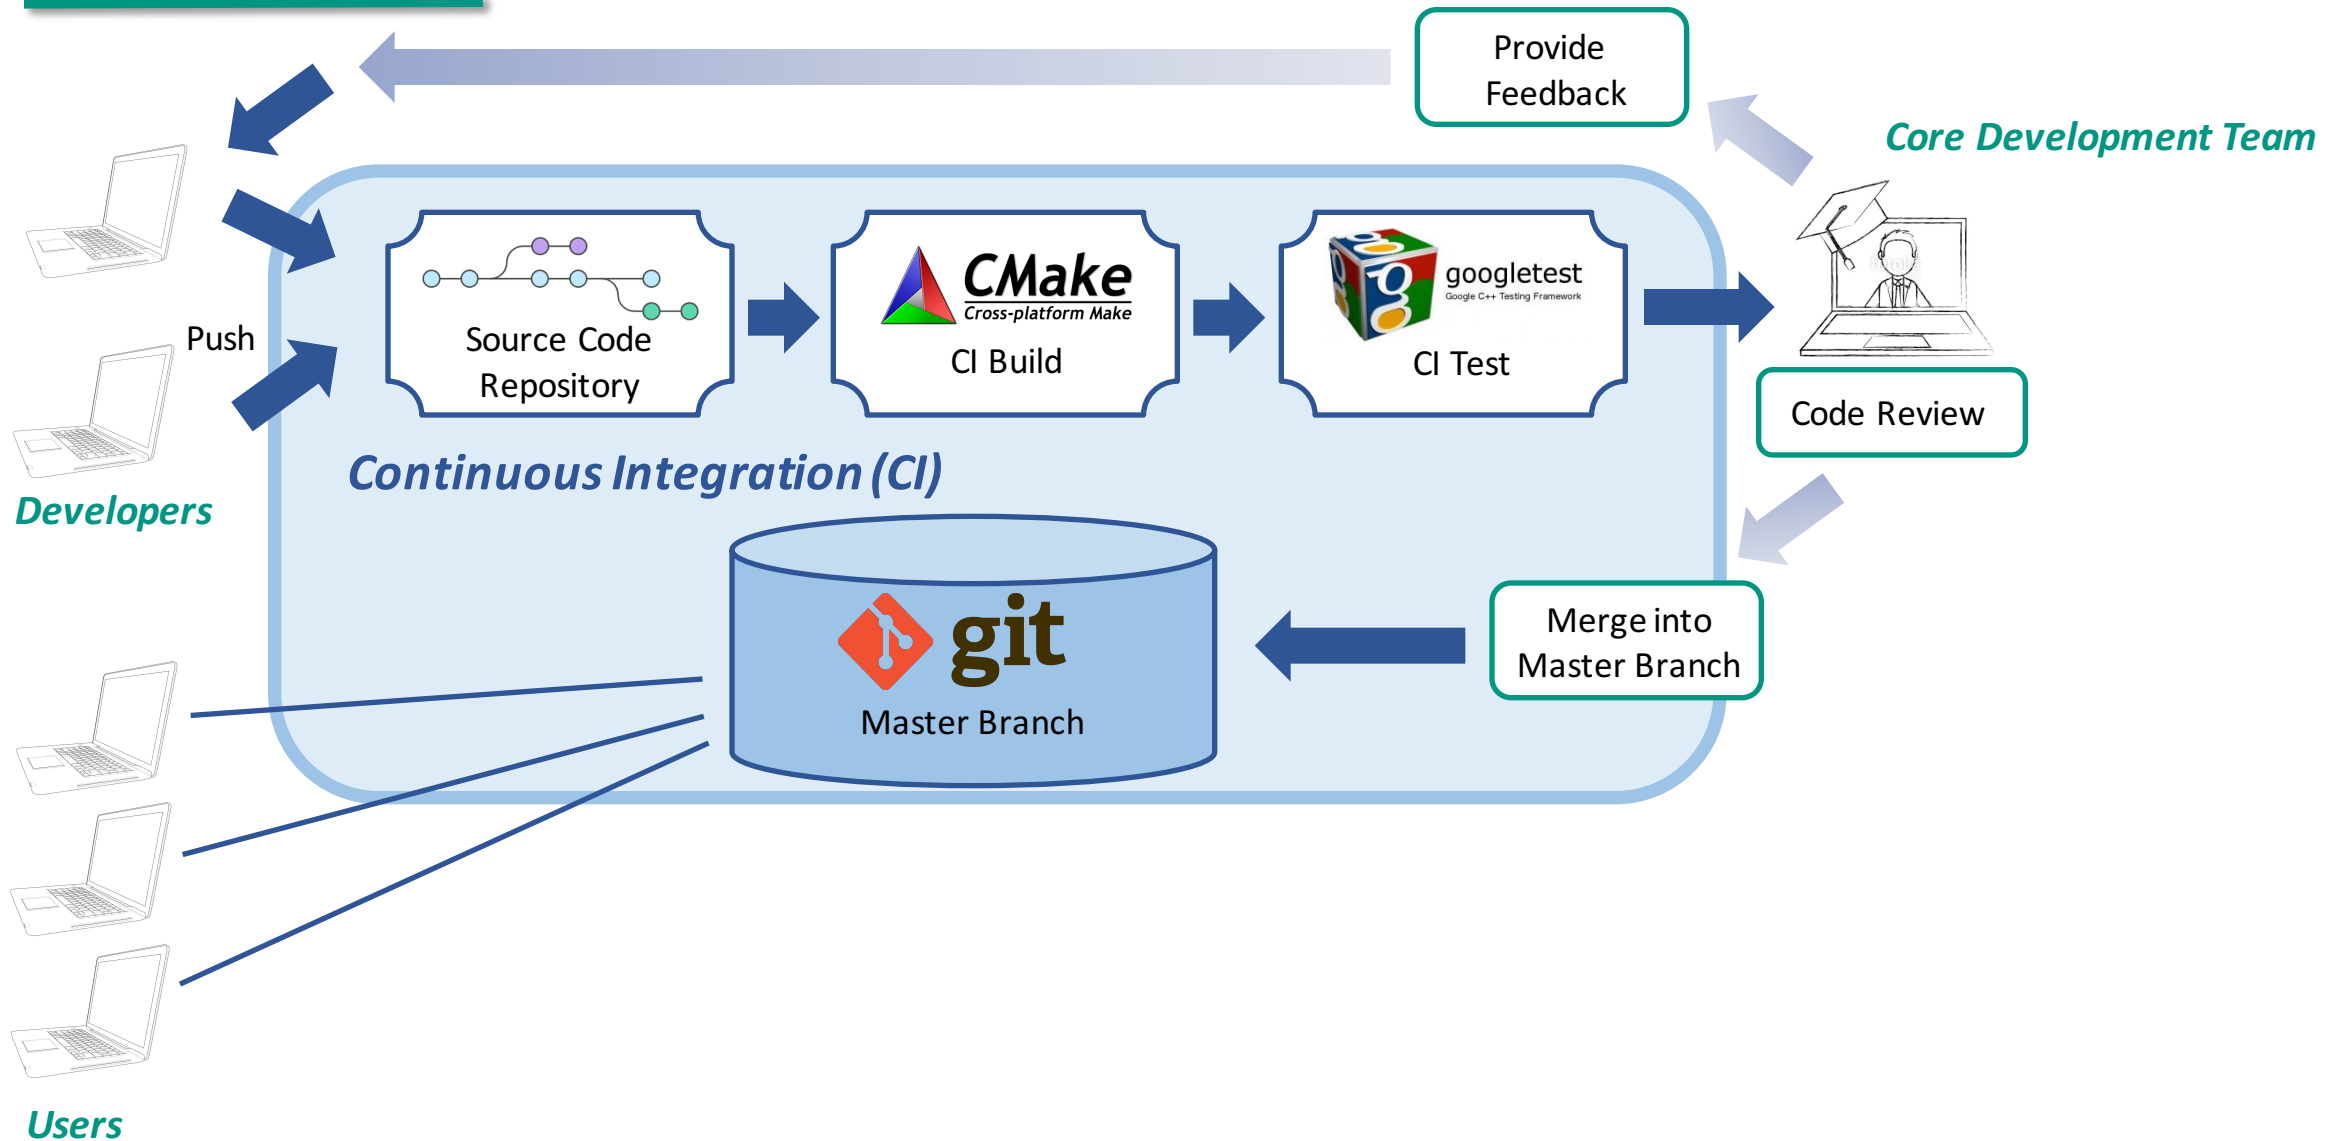 Provide
Feedback
Core Development Team
CMake
Cross-platform Make
CI Build
googletest
Google C++ Testing Framework
CI Test
Source Code
Repository
Push
Code Review
Continuous Integration (CI)
Developers
git
Master Branch
Merge into
Master Branch
Users